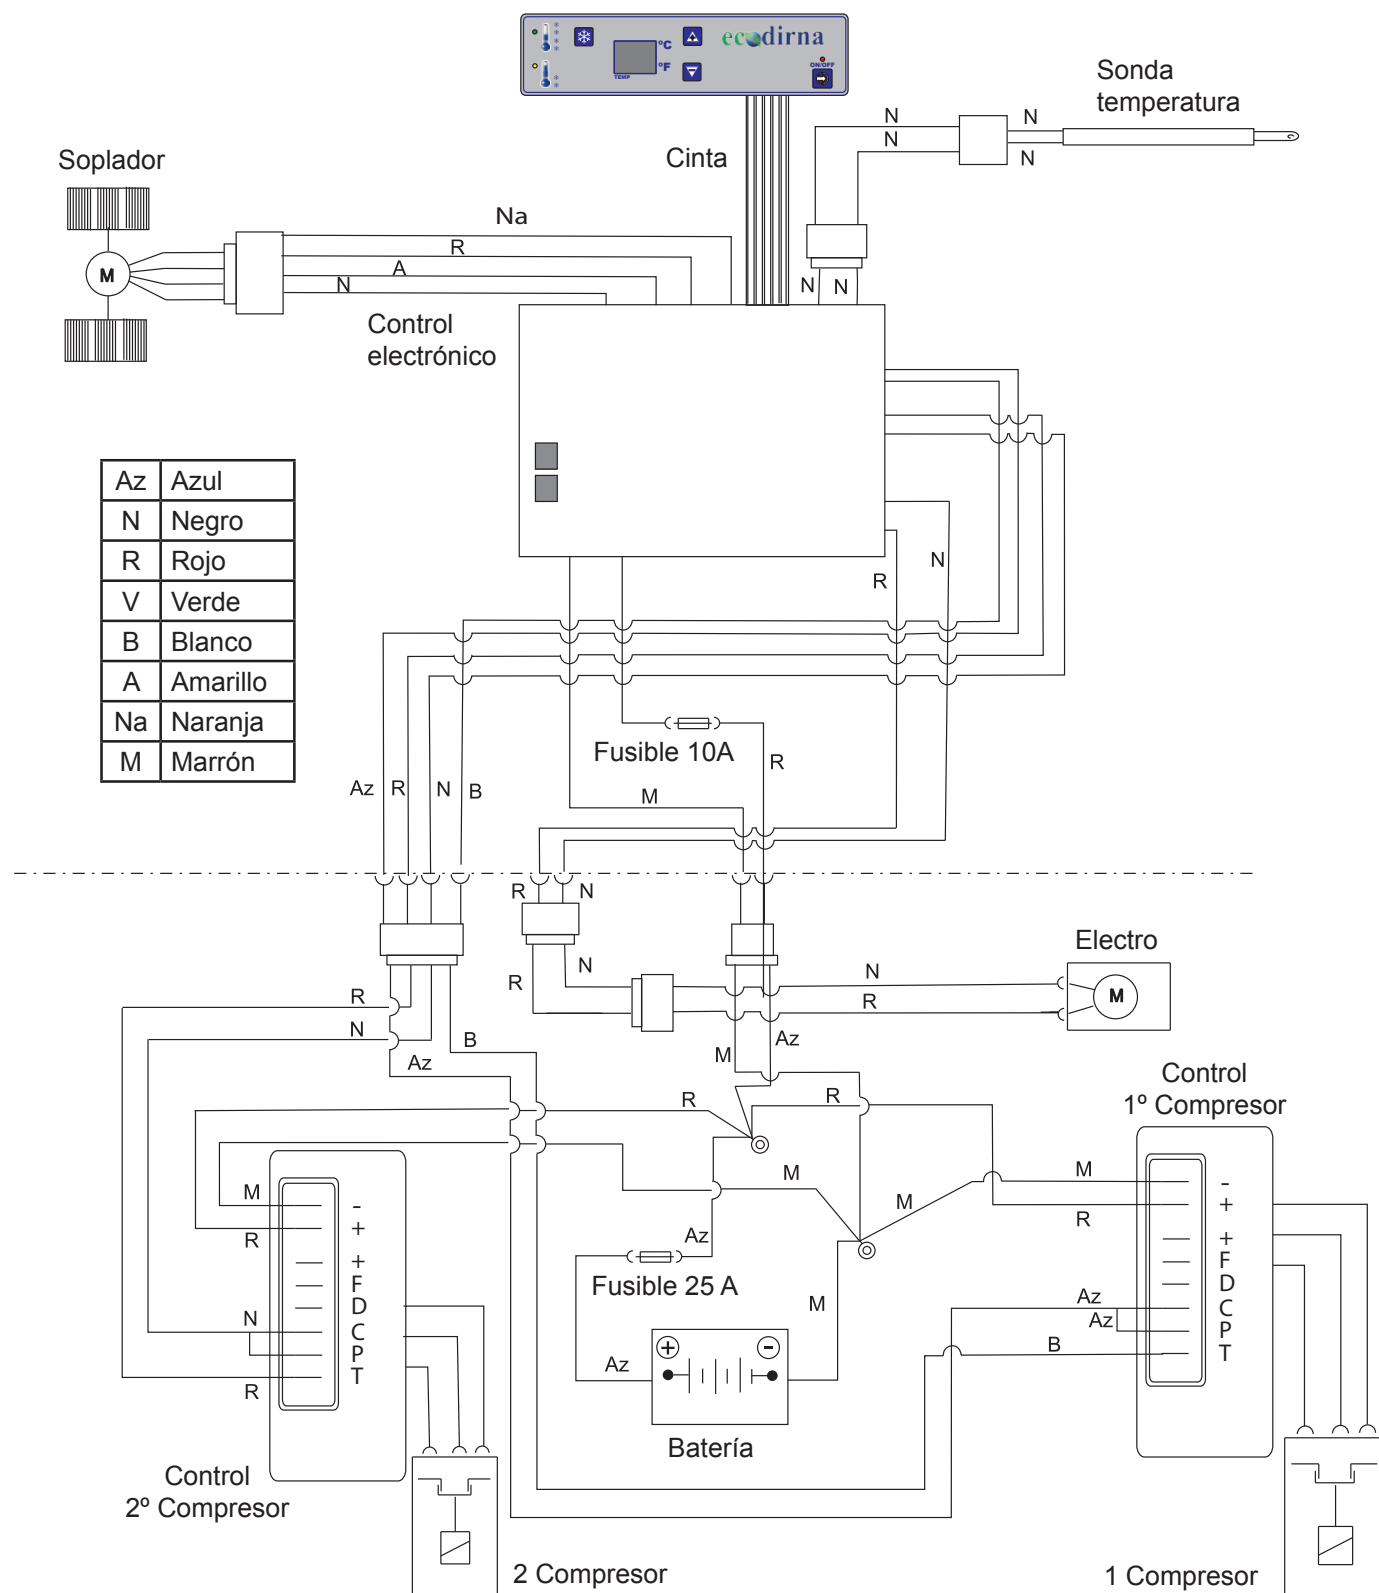 °C
ecodirna
°F
TEMP
ON/OFF
Sonda
temperatura
N
N
N
N
Soplador
Cinta
Na
R
A
N
M
N N
Control
electrónico
Az Azul
N Negro
R Rojo
V Verde
B Blanco
A Amarillo
Na Naranja
M Marrón
N
R
Fusible 10A
R
Az R N B
M
R N
Electro
N
R
N
R
M
R
N
B
Az
M
Az
Control
1º Compresor
R
R
M
M
M
R
-
+
+
F
D
C
P
T
Az
Az
B
M
R
N
R
-
+
+
F
D
C
P
T
Az
Fusible 25 A
M
+ -
Az
Batería
Control
2º Compresor
2 Compresor
1 Compresor